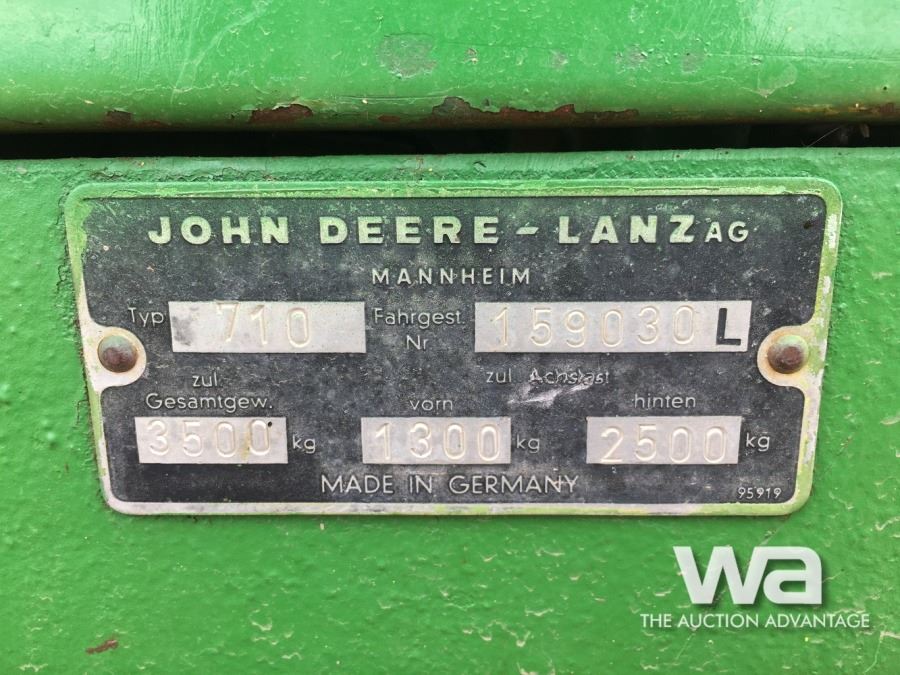 JOHN DEERE - LANZ AG
MANNHEIM
Typ 710 Fahrgest. Nr 159030 L
zul. Gesamtgew. zul. Achslast
vorn hinten
3500 kg 1300 kg 2500 kg
MADE IN GERMANY
95919
wa
THE AUCTION ADVANTAGE